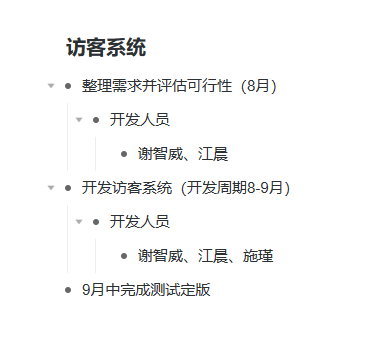 访客系统
整理需求并评估可行性（8月）
开发人员
谢智威、江晨
开发访客系统（开发周期8-9月）
开发人员
谢智威、江晨、施瑾
9月中完成测试定版